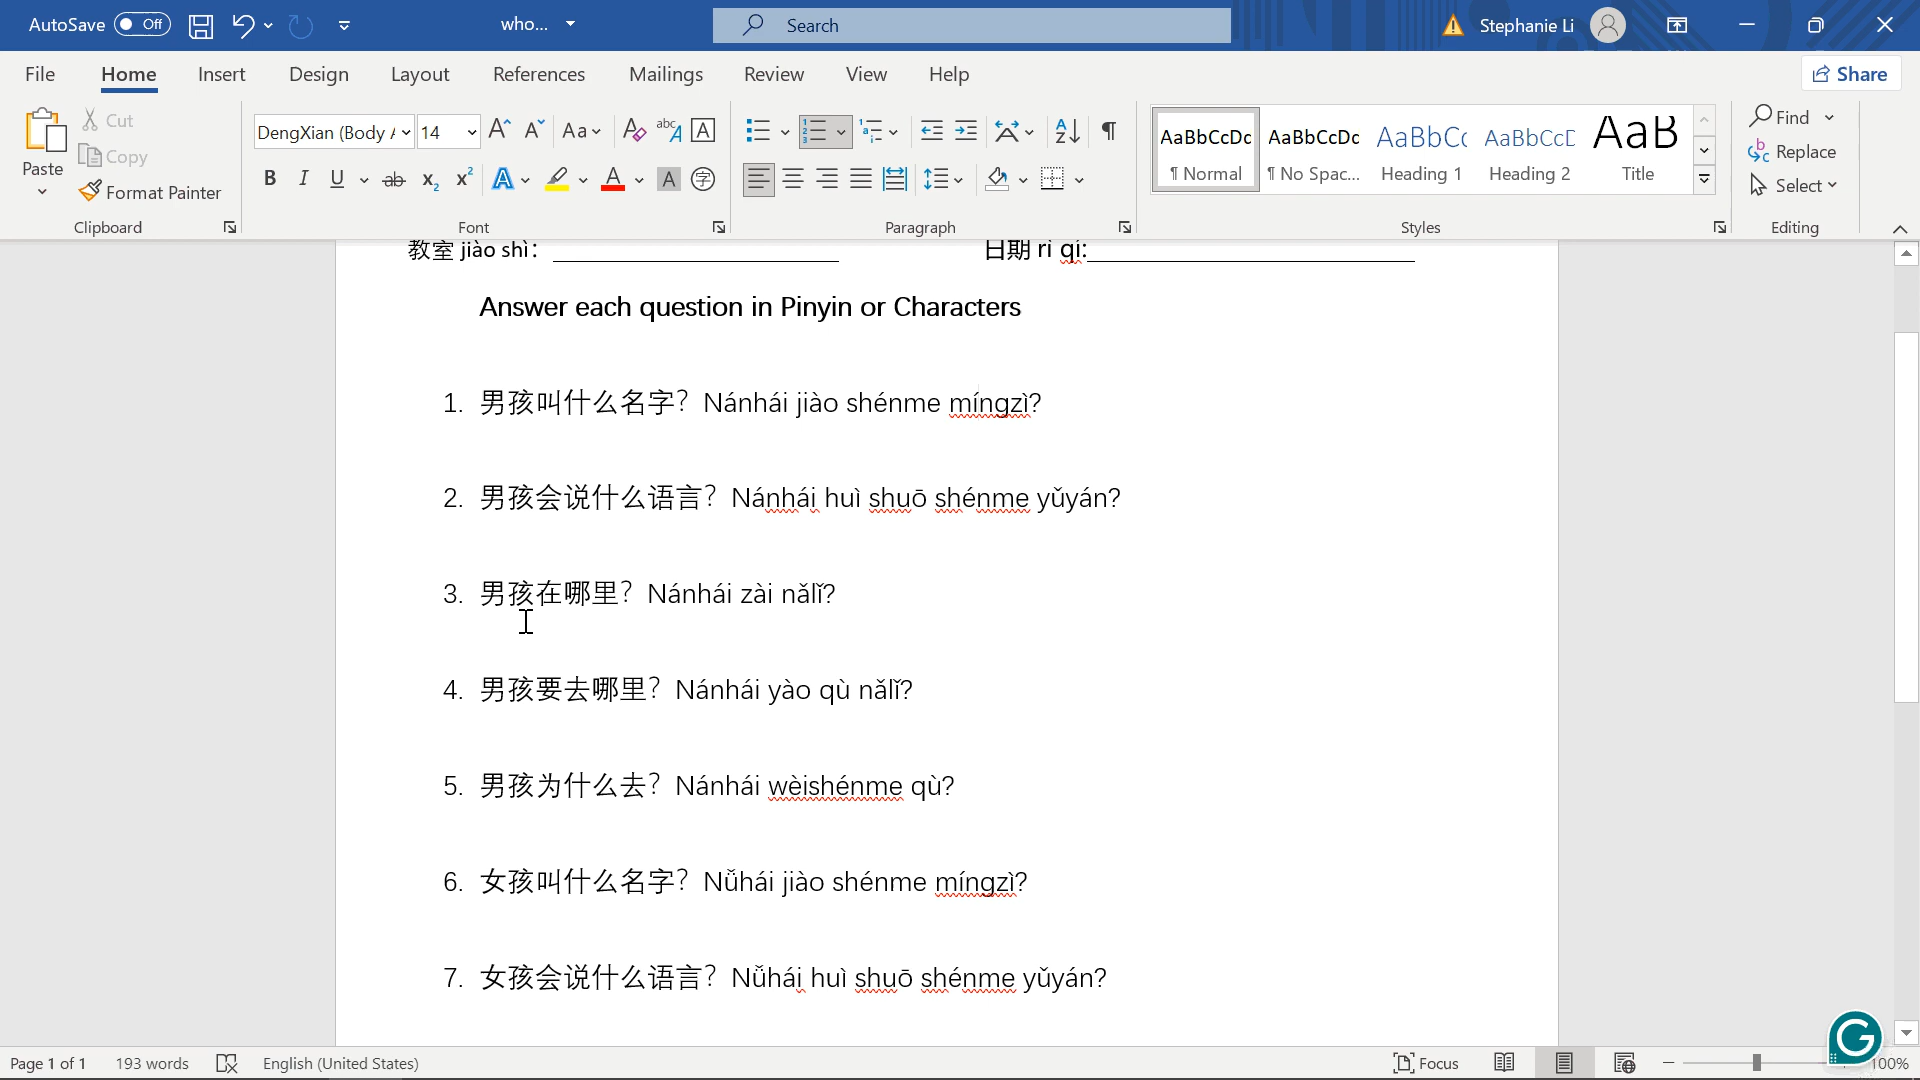 AutoSave Off who... Search Stephanie Li
File Home Insert Design Layout References Mailings Review View Help Share
Paste Cut Copy Format Painter
DengXian (Body 14
AaBbCcDc AaBbCcDc AaBbC AaBbCcE AaB
¶ Normal ¶ No Spac... Heading 1 Heading 2 Title
Find Replace Select
Clipboard Font Paragraph Styles Editing
教室 jiào shì： 日期 rì qí:
Answer each question in Pinyin or Characters
1. 男孩叫什么名字？Nánhái jiào shénme míngzì?
2. 男孩会说什么语言？Nánhái huì shuō shénme yǔyán?
3. 男孩在哪里？Nánhái zài nǎlǐ?
4. 男孩要去哪里？Nánhái yào qù nǎlǐ?
5. 男孩为什么去？Nánhái wèishénme qù?
6. 女孩叫什么名字？Nǚhái jiào shénme míngzì?
7. 女孩会说什么语言？Nǚhái huì shuō shénme yǔyán?
Page 1 of 1 193 words English (United States) Focus 100%